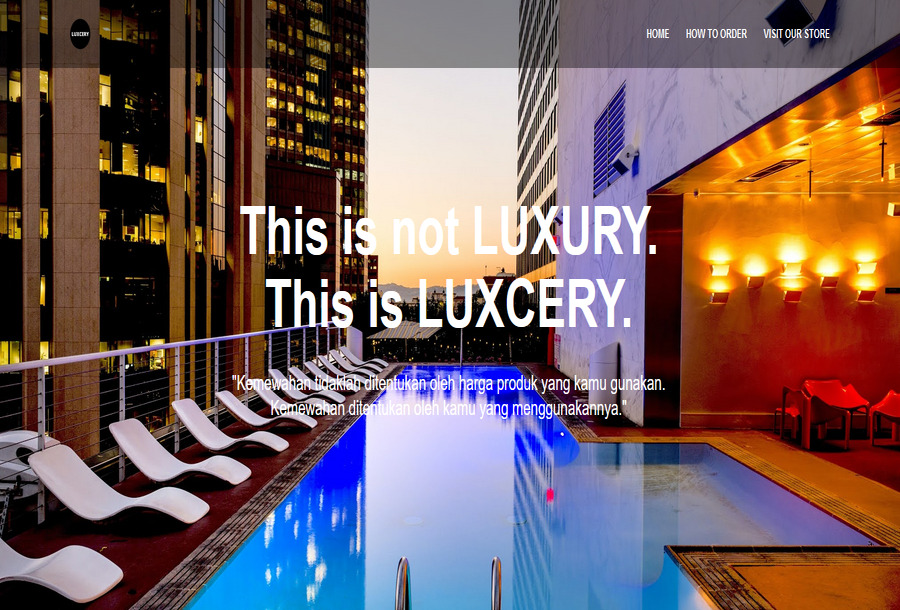 LUXCERY
HOME HOW TO ORDER VISIT OUR STORE
This is not LUXURY.
This is LUXCERY.
"Kemewahan tidaklah ditentukan oleh harga produk yang kamu gunakan.
Kemewahan ditentukan oleh kamu yang menggunakannya."
.